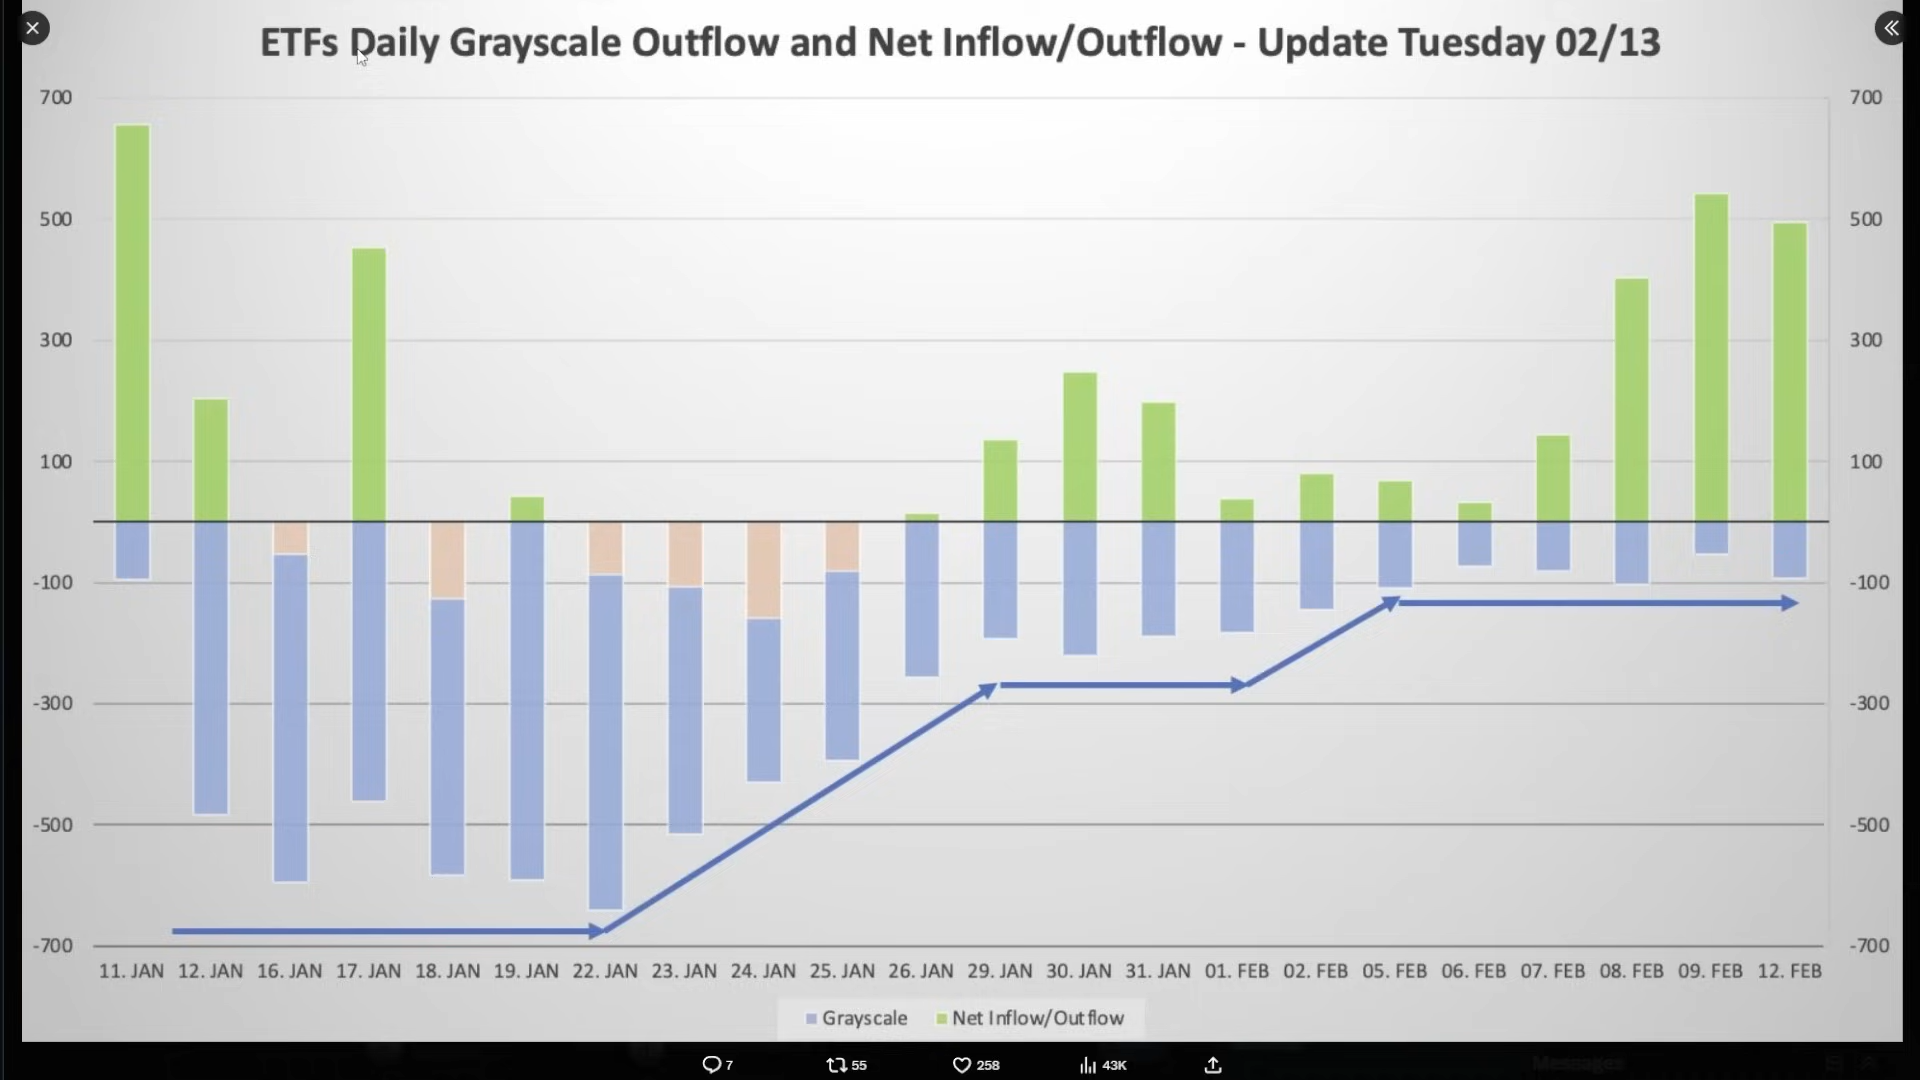 ETFs Daily Grayscale Outflow and Net Inflow/Outflow - Update Tuesday 02/13
700 700
500 500
300 300
100 100
-100 -100
-300 -300
-500 -500
-700 -700
11. JAN 12. JAN 16. JAN 17. JAN 18. JAN 19. JAN 22. JAN 23. JAN 24. JAN 25. JAN 26. JAN 29. JAN 30. JAN 31. JAN 01. FEB 02. FEB 05. FEB 06. FEB 07. FEB 08. FEB 09. FEB 12. FEB
Grayscale Net Inflow/Outflow
7 55 258 43K Messages